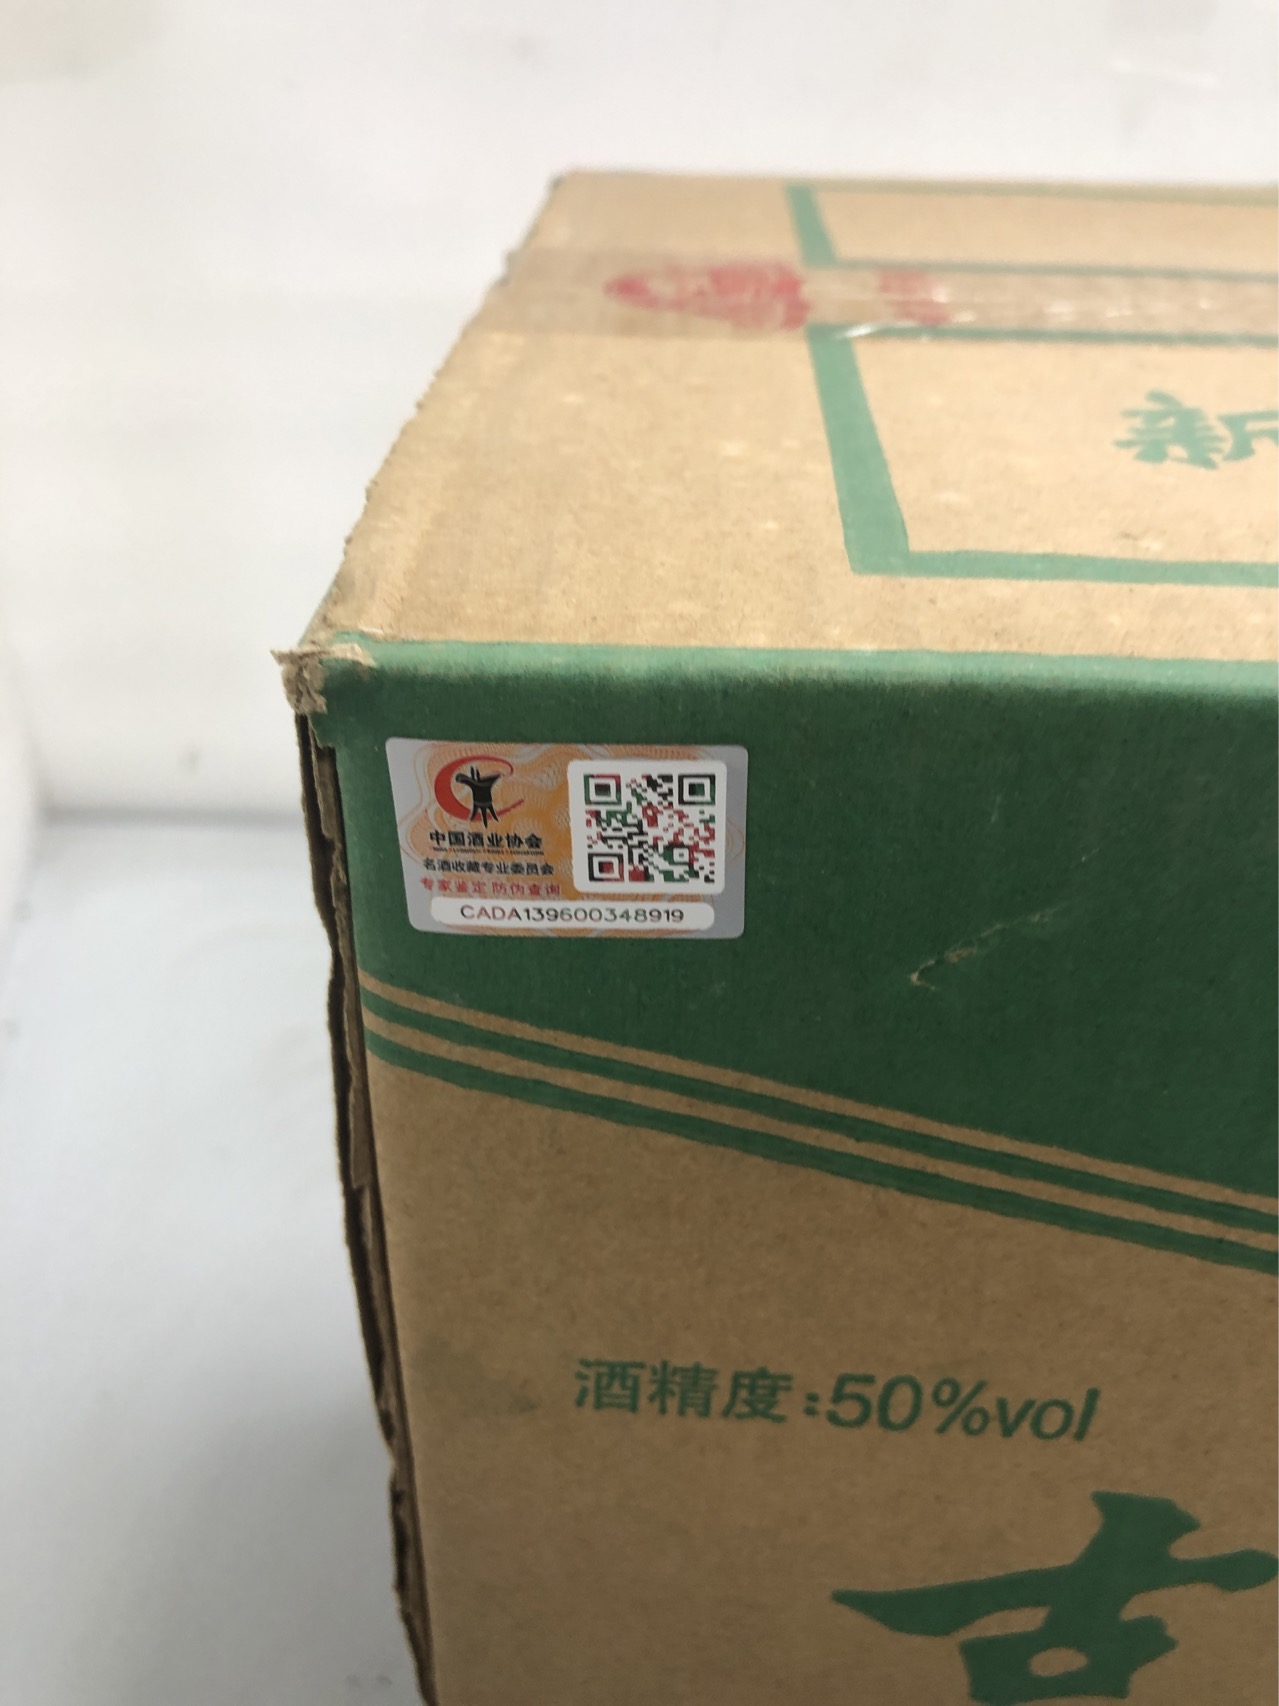 中国酒业协会
名酒收藏专业委员会
专家鉴定 防伪查询
CADA139600348919
酒精度:50%vol
古